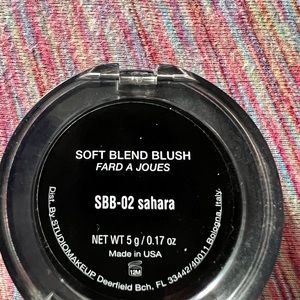 SOFT BLEND BLUSH
FARD A JOUES
SBB-02 sahara
NET WT 5 g / 0.17 oz
Made in USA
12M
Dist. By STUDIOMAKEUP Deerfield Bch. FL 33442/40011 Bologna, Italy.